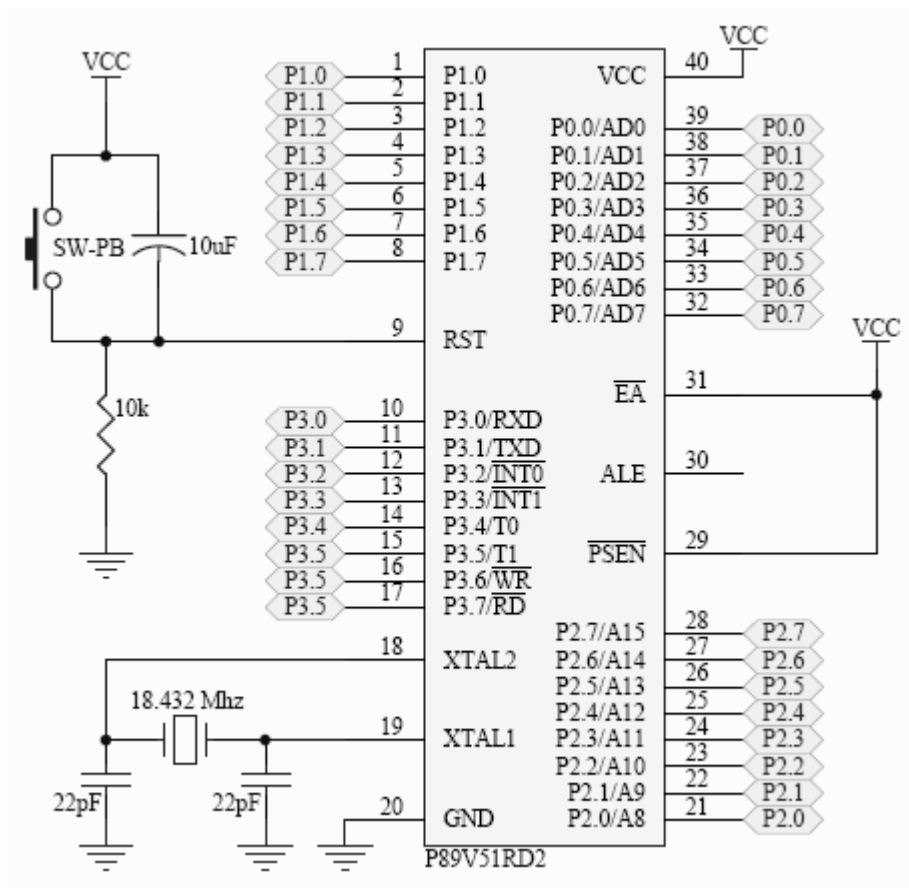 VCC
SW-PB
10uF
10k
P1.0 1 P1.0
P1.1 2 P1.1
P1.2 3 P1.2
P1.3 4 P1.3
P1.4 5 P1.4
P1.5 6 P1.5
P1.6 7 P1.6
P1.7 8 P1.7
9 RST
P3.0 10 P3.0/RXD
P3.1 11 P3.1/TXD
P3.2 12 P3.2/INT0
P3.3 13 P3.3/INT1
P3.4 14 P3.4/T0
P3.5 15 P3.5/T1
P3.5 16 P3.6/WR
P3.5 17 P3.7/RD
18 XTAL2
18.432 Mhz
19 XTAL1
22pF
22pF
20 GND
VCC 40 VCC
P0.0/AD0 39 P0.0
P0.1/AD1 38 P0.1
P0.2/AD2 37 P0.2
P0.3/AD3 36 P0.3
P0.4/AD4 35 P0.4
P0.5/AD5 34 P0.5
P0.6/AD6 33 P0.6
P0.7/AD7 32 P0.7
VCC
EA 31
ALE 30
PSEN 29
P2.7/A15 28 P2.7
P2.6/A14 27 P2.6
P2.5/A13 26 P2.5
P2.4/A12 25 P2.4
P2.3/A11 24 P2.3
P2.2/A10 23 P2.2
P2.1/A9 22 P2.1
P2.0/A8 21 P2.0
P89V51RD2